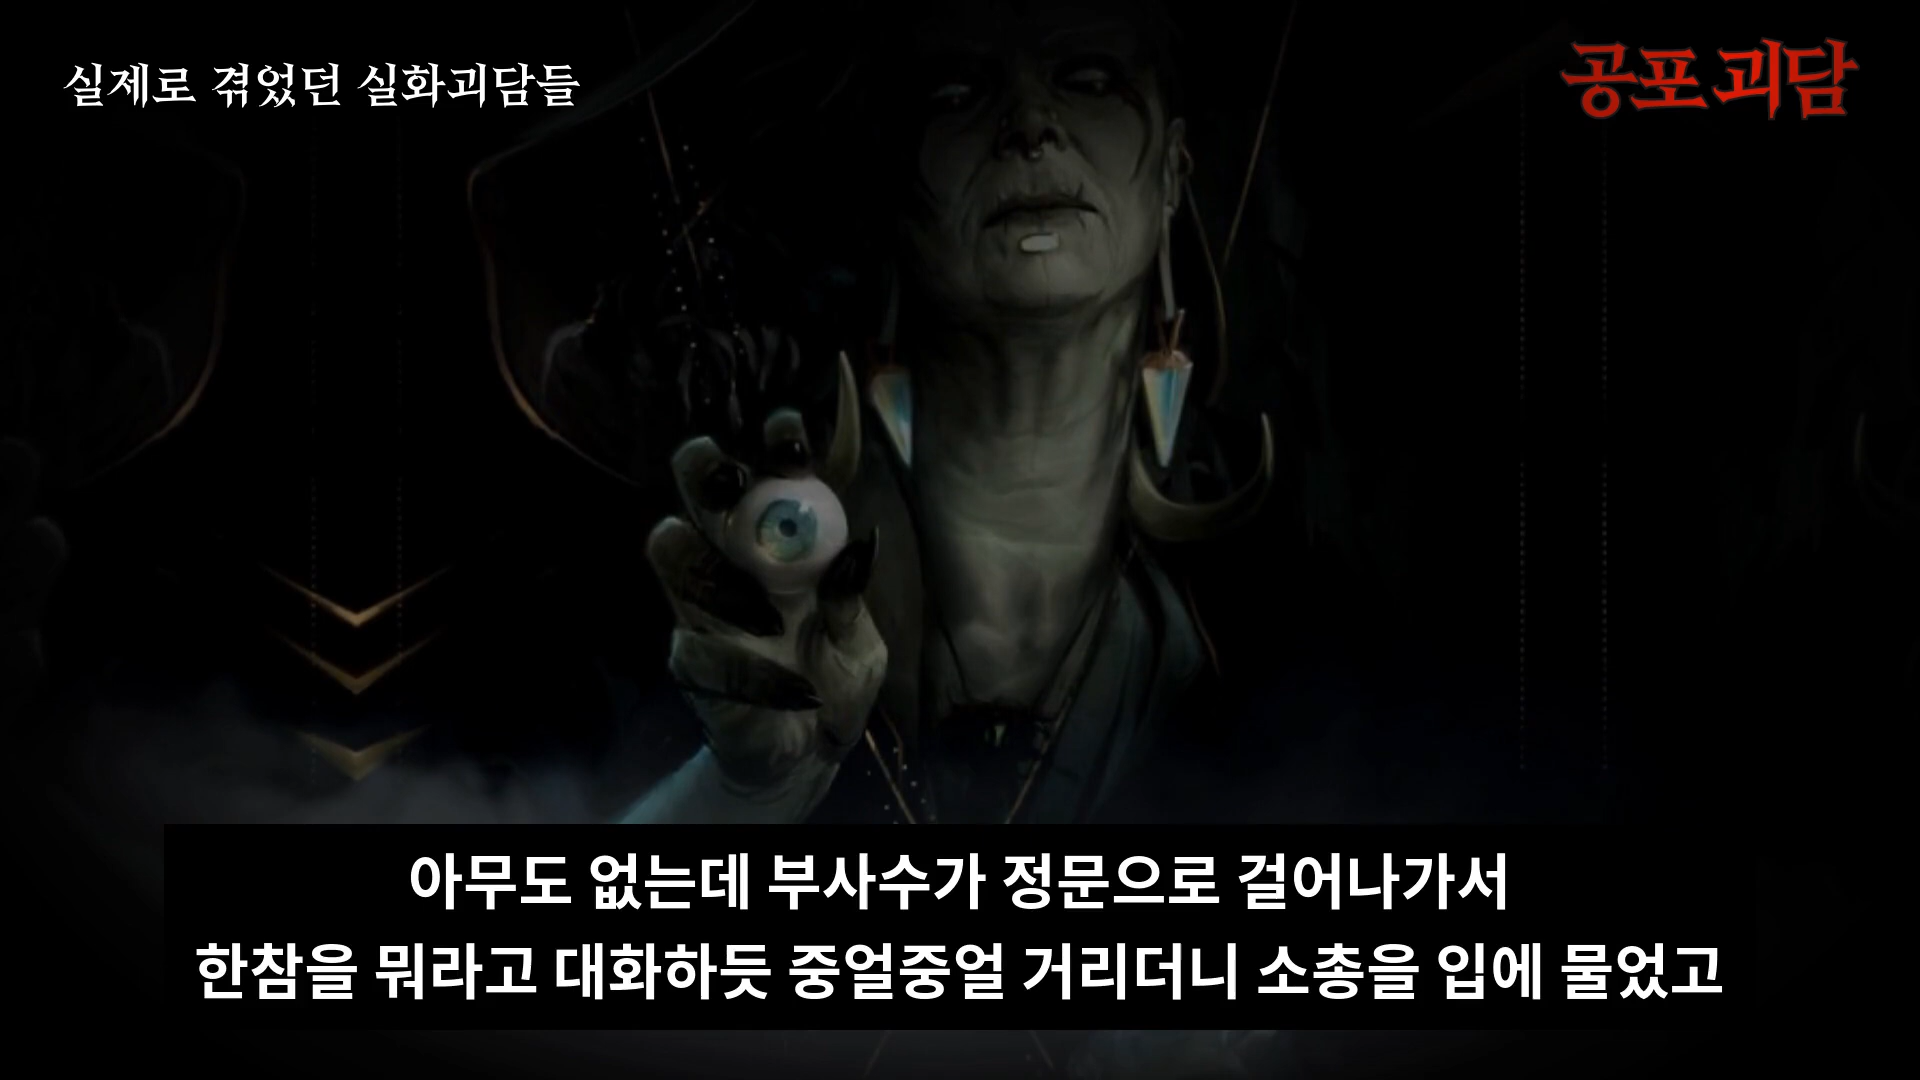 실제로 겪었던 실화괴담들
공포괴담
아무도 없는데 부사수가 정문으로 걸어나가서
한참을 뭐라고 대화하듯 중얼중얼 거리더니 소총을 입에 물었고